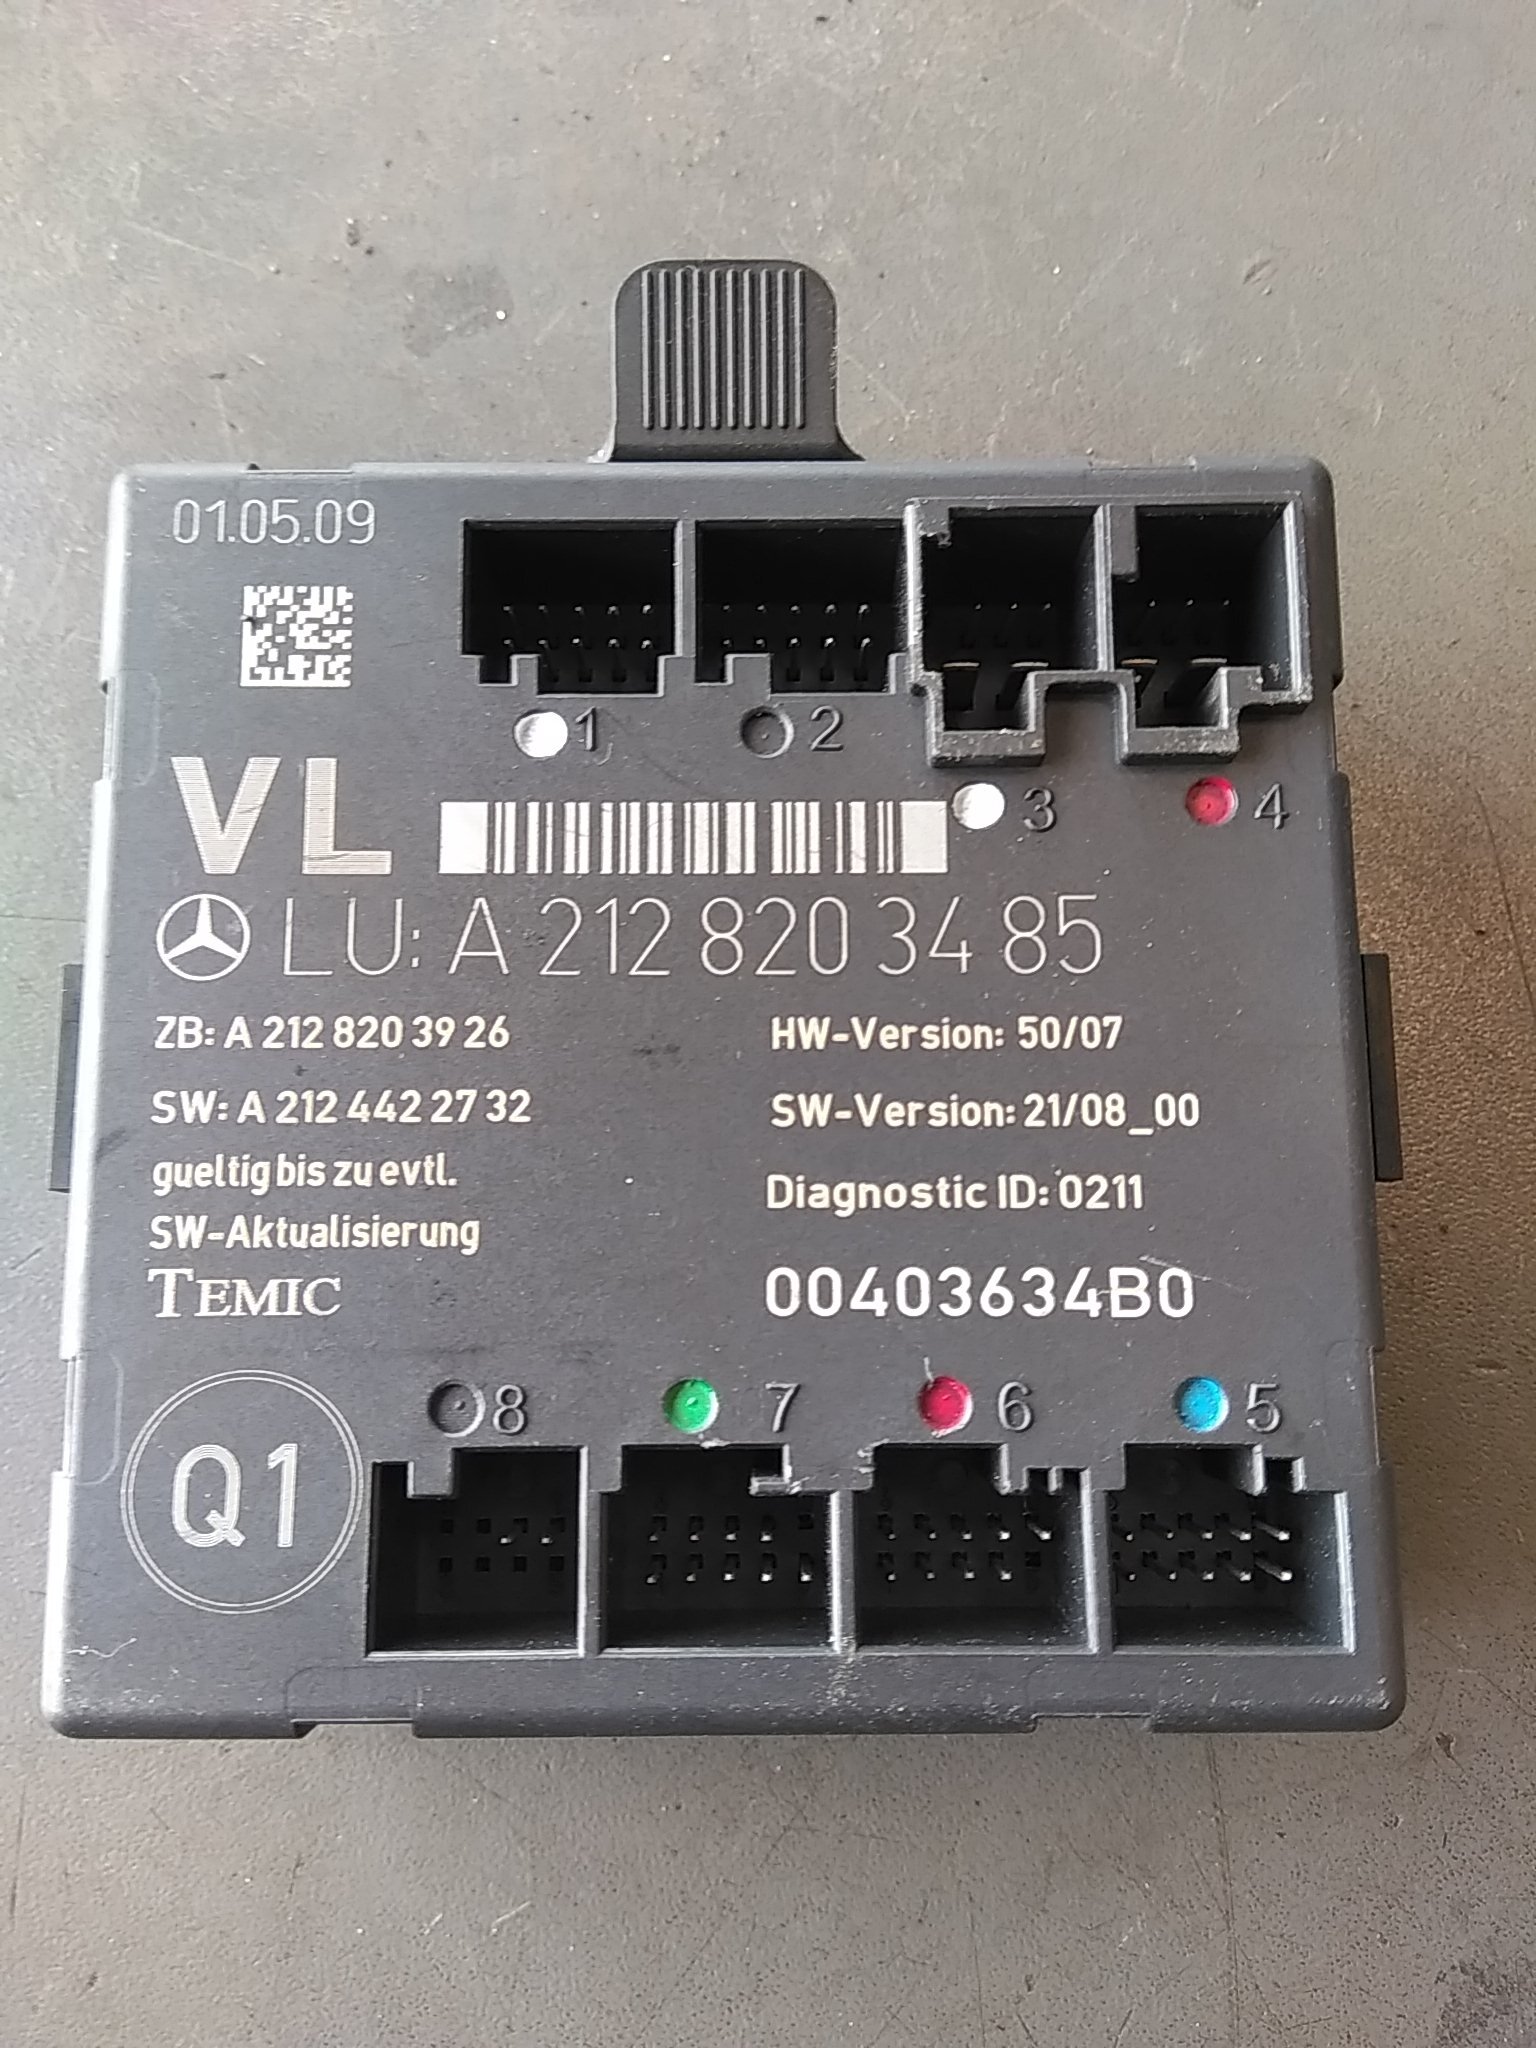 01.05.09
1
2
3
4
VL
LU: A 212 820 34 85
ZB: A 212 820 39 26
HW-Version: 50/07
SW: A 212 442 27 32
SW-Version: 21/08_00
gueltig bis zu evtl.
Diagnostic ID: 0211
SW-Aktualisierung
TEMIC
00403634B0
8
7
6
5
Q1